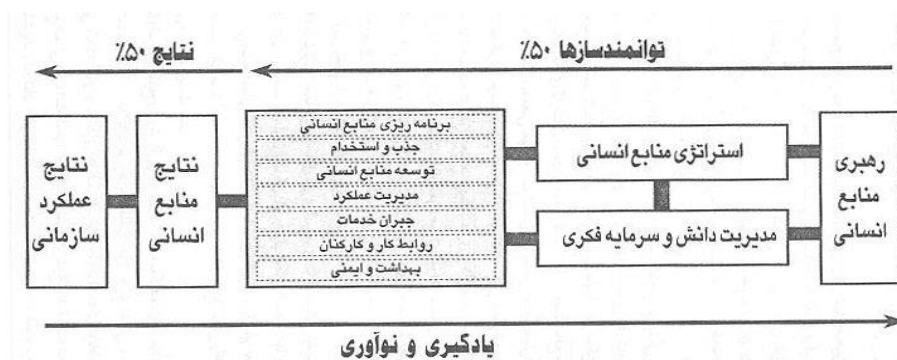 توانمندسازها ۵۰٪
نتایج ۵۰٪
رهبری
منابع
انسانی
استراتژی منابع انسانی
مدیریت دانش و سرمایه فکری
برنامه ریزی منابع انسانی
جذب و استخدام
توسعه منابع انسانی
مدیریت عملکرد
جبران خدمات
روابط کار و کارکنان
بهداشت و ایمنی
نتایج
منابع
انسانی
نتایج
عملکرد
سازمانی
یادگیری و نوآوری